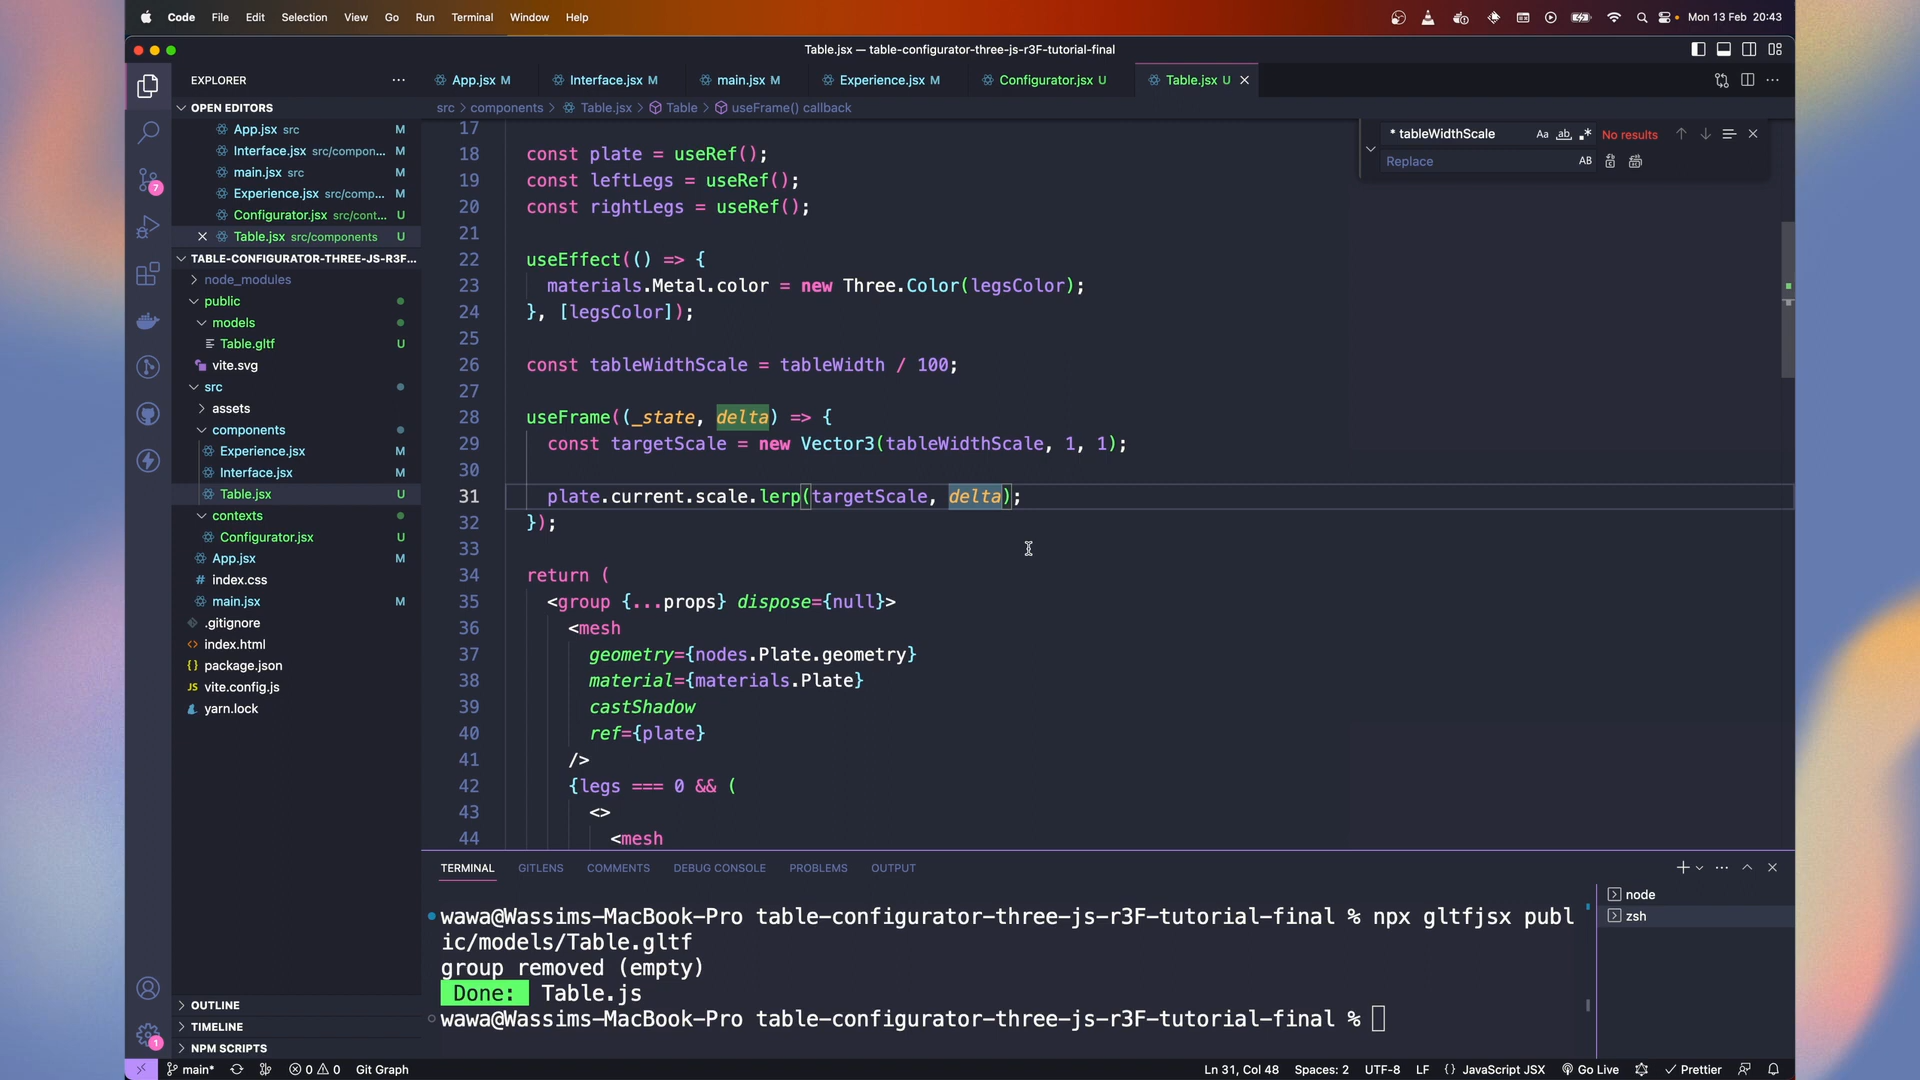 Code File Edit Selection View Go Run Terminal Window Help Mon 13 Feb 20:43
Table.jsx — table-configurator-three-js-r3F-tutorial-final
EXPLORER
App.jsx M Interface.jsx M main.jsx M Experience.jsx M Configurator.jsx U Table.jsx U
src > components > Table.jsx > Table > useFrame() callback
OPEN EDITORS
App.jsx src M
Interface.jsx src/compon... M
main.jsx src M
Experience.jsx src/comp... M
Configurator.jsx src/cont... U
Table.jsx src/components U
TABLE-CONFIGURATOR-THREE-JS-R3F...
node_modules
public
models
Table.gltf U
vite.svg
src
assets
components
Experience.jsx M
Interface.jsx M
Table.jsx U
contexts
Configurator.jsx U
App.jsx M
index.css
main.jsx M
.gitignore
index.html
package.json
vite.config.js
yarn.lock
OUTLINE
TIMELINE
NPM SCRIPTS
7
1
* tableWidthScale Aa ab No results
Replace AB
17
18 const plate = useRef();
19 const leftLegs = useRef();
20 const rightLegs = useRef();
21
22 useEffect(() => {
23 materials.Metal.color = new Three.Color(legsColor);
24 }, [legsColor]);
25
26 const tableWidthScale = tableWidth / 100;
27
28 useFrame((_state, delta) => {
29 const targetScale = new Vector3(tableWidthScale, 1, 1);
30
31 plate.current.scale.lerp(targetScale, delta);
32 });
33
34 return (
35 <group {...props} dispose={null}>
36 <mesh
37 geometry={nodes.Plate.geometry}
38 material={materials.Plate}
39 castShadow
40 ref={plate}
41 />
42 {legs === 0 && (
43 <>
44 <mesh
TERMINAL GITLENS COMMENTS DEBUG CONSOLE PROBLEMS OUTPUT
wawa@Wassims-MacBook-Pro table-configurator-three-js-r3F-tutorial-final % npx gltfjsx publ
ic/models/Table.gltf
group removed (empty)
Done: Table.js
wawa@Wassims-MacBook-Pro table-configurator-three-js-r3F-tutorial-final %
node
zsh
main* 0 0 Git Graph Ln 31, Col 48 Spaces: 2 UTF-8 LF {} JavaScript JSX Go Live Prettier